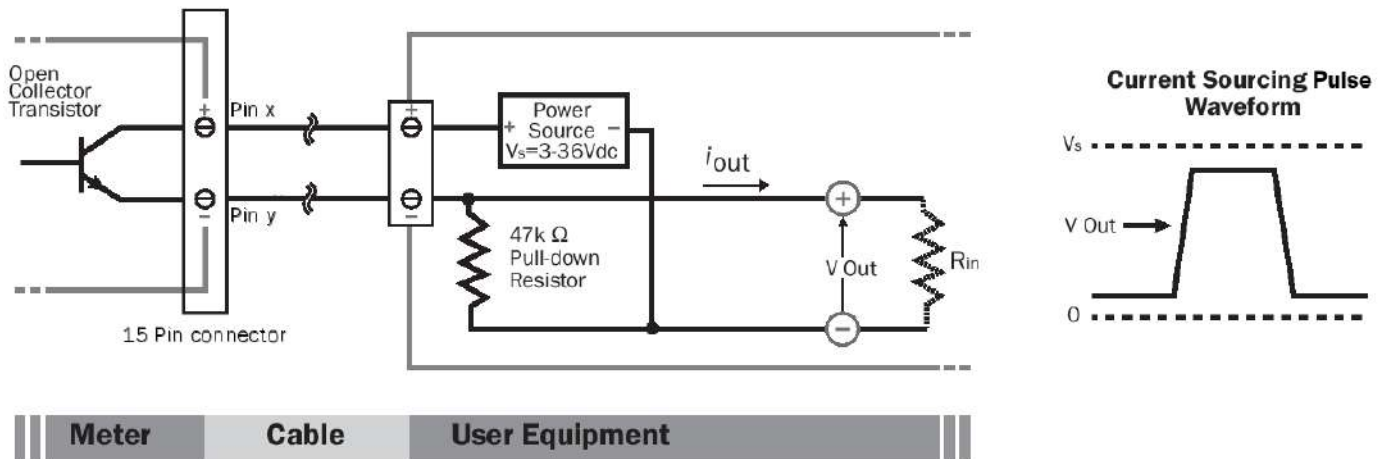 Open
Collector
Transistor
+
Pin x
−
Pin y
15 Pin connector
+
−
Power
+ Source −
Vs=3-36Vdc
47k Ω
Pull-down
Resistor
iout
+
V Out
−
Rin
Current Sourcing Pulse
Waveform
Vs
V Out
0
Meter
Cable
User Equipment